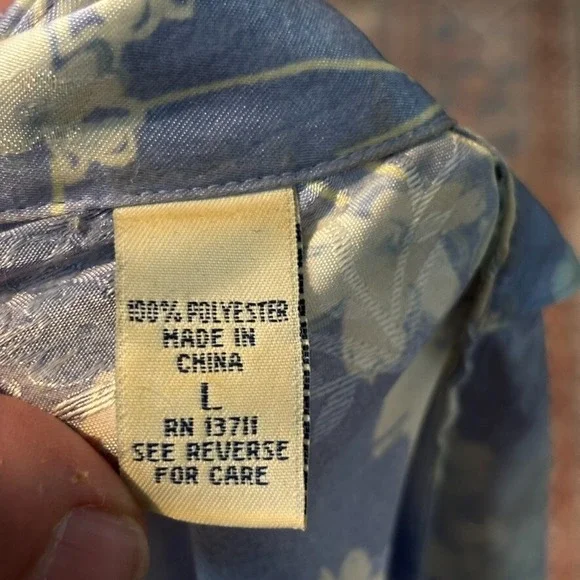 100% POLYESTER
MADE IN
CHINA
L
RN 13711
SEE REVERSE
FOR CARE